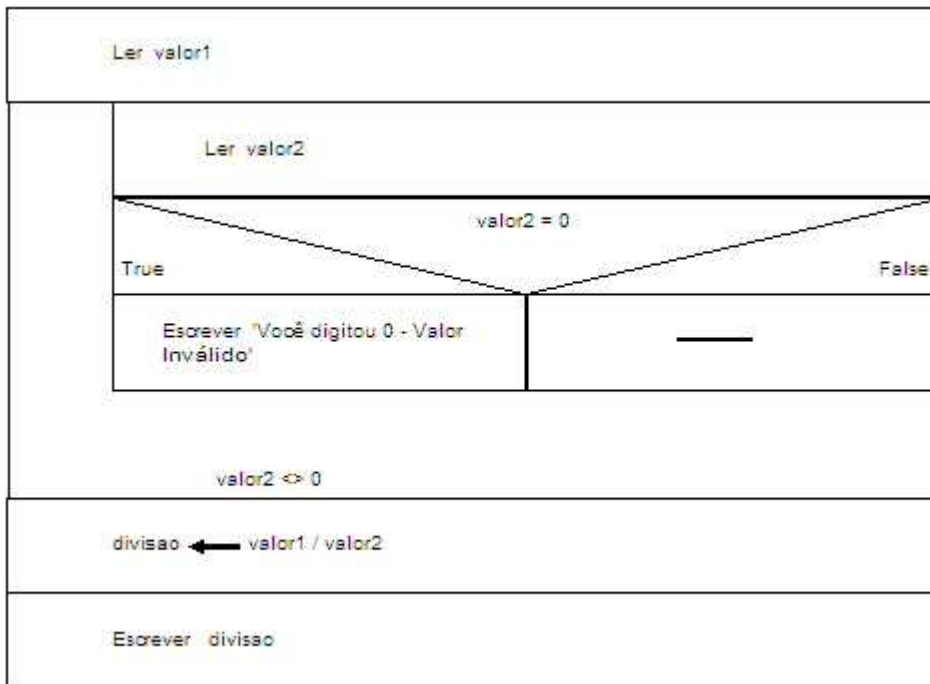 Ler valor1
Ler valor2
valor2 = 0
True
False
Escrever 'Você digitou 0 - Valor
Inválido'
valor2 <> 0
divisao valor1 / valor2
Escrever divisao